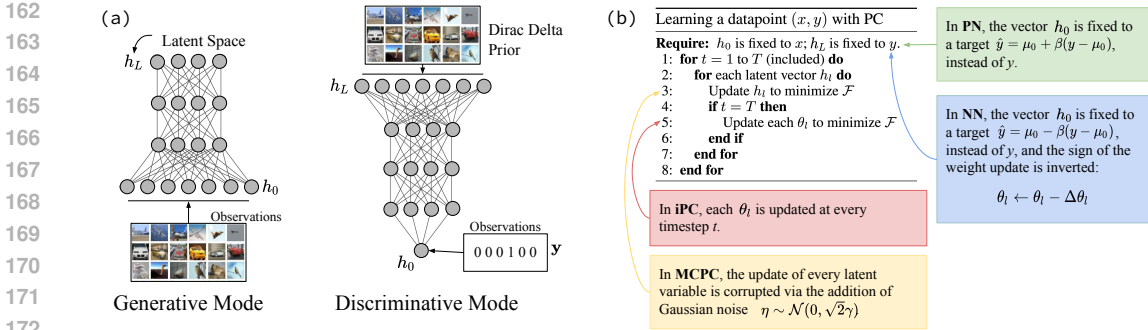 162
163
164
165
166
167
168
169
170
171
172
(a)
Latent Space
h_L
h_0
Observations
Generative Mode
Dirac Delta
Prior
h_L
Observations
0 0 0 1 0 0
y
h_0
Discriminative Mode
(b)
Learning a datapoint (x, y) with PC
Require: h_0 is fixed to x; h_L is fixed to y.
1: for t = 1 to T (included) do
2: for each latent vector h_l do
3: Update h_l to minimize ℱ
4: if t = T then
5: Update each θ_l to minimize ℱ
6: end if
7: end for
8: end for
In PN, the vector h_0 is fixed to
a target ŷ = μ_0 + β(y − μ_0),
instead of y.
In NN, the vector h_0 is fixed to
a target ŷ = μ_0 − β(y − μ_0),
instead of y, and the sign of the
weight update is inverted:
θ_l ← θ_l − Δθ_l
In iPC, each θ_l is updated at every
timestep t.
In MCPC, the update of every latent
variable is corrupted via the addition of
Gaussian noise η ∼ 𝒩(0, √2γ)